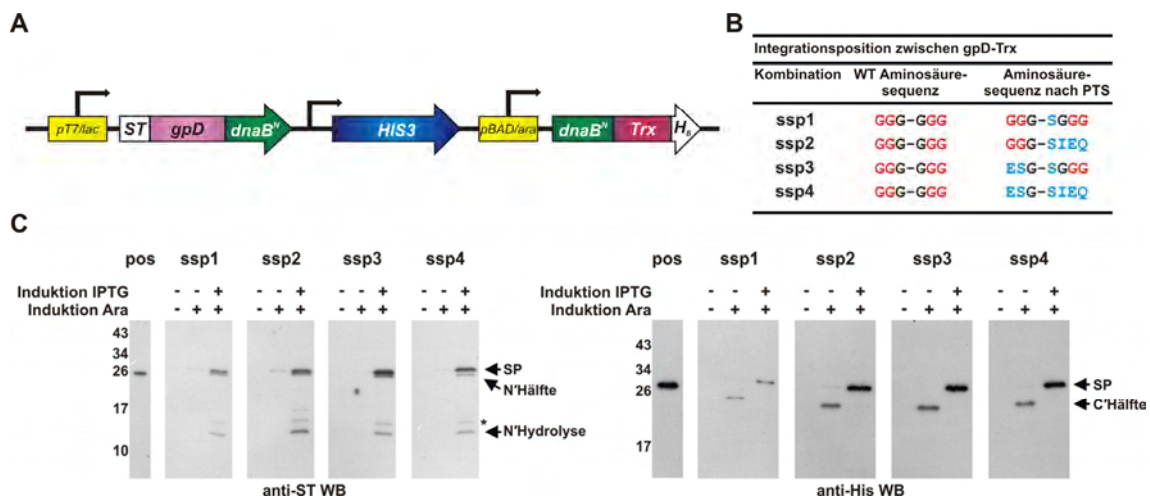 A
pT7/lac
ST
gpD
dnaB^N
HIS3
pBAD/ara
dnaB^N
Trx
H₆
B
Integrationsposition zwischen gpD-Trx
Kombination WT Aminosäure- Aminosäure-
sequenz sequenz nach PTS
ssp1 GGG-GGG GGG-SGGG
ssp2 GGG-GGG GGG-SIEQ
ssp3 GGG-GGG ESG-SGGG
ssp4 GGG-GGG ESG-SIEQ
C
pos ssp1 ssp2 ssp3 ssp4
Induktion IPTG - - + - - + - - + - - +
Induktion Ara - + + - + + - + + - + +
43
34
26
17
10
SP
N'Hälfte
*
N'Hydrolyse
anti-ST WB
pos ssp1 ssp2 ssp3 ssp4
Induktion IPTG - - + - - + - - + - - +
Induktion Ara - + + - + + - + + - + +
43
34
26
17
SP
C'Hälfte
anti-His WB